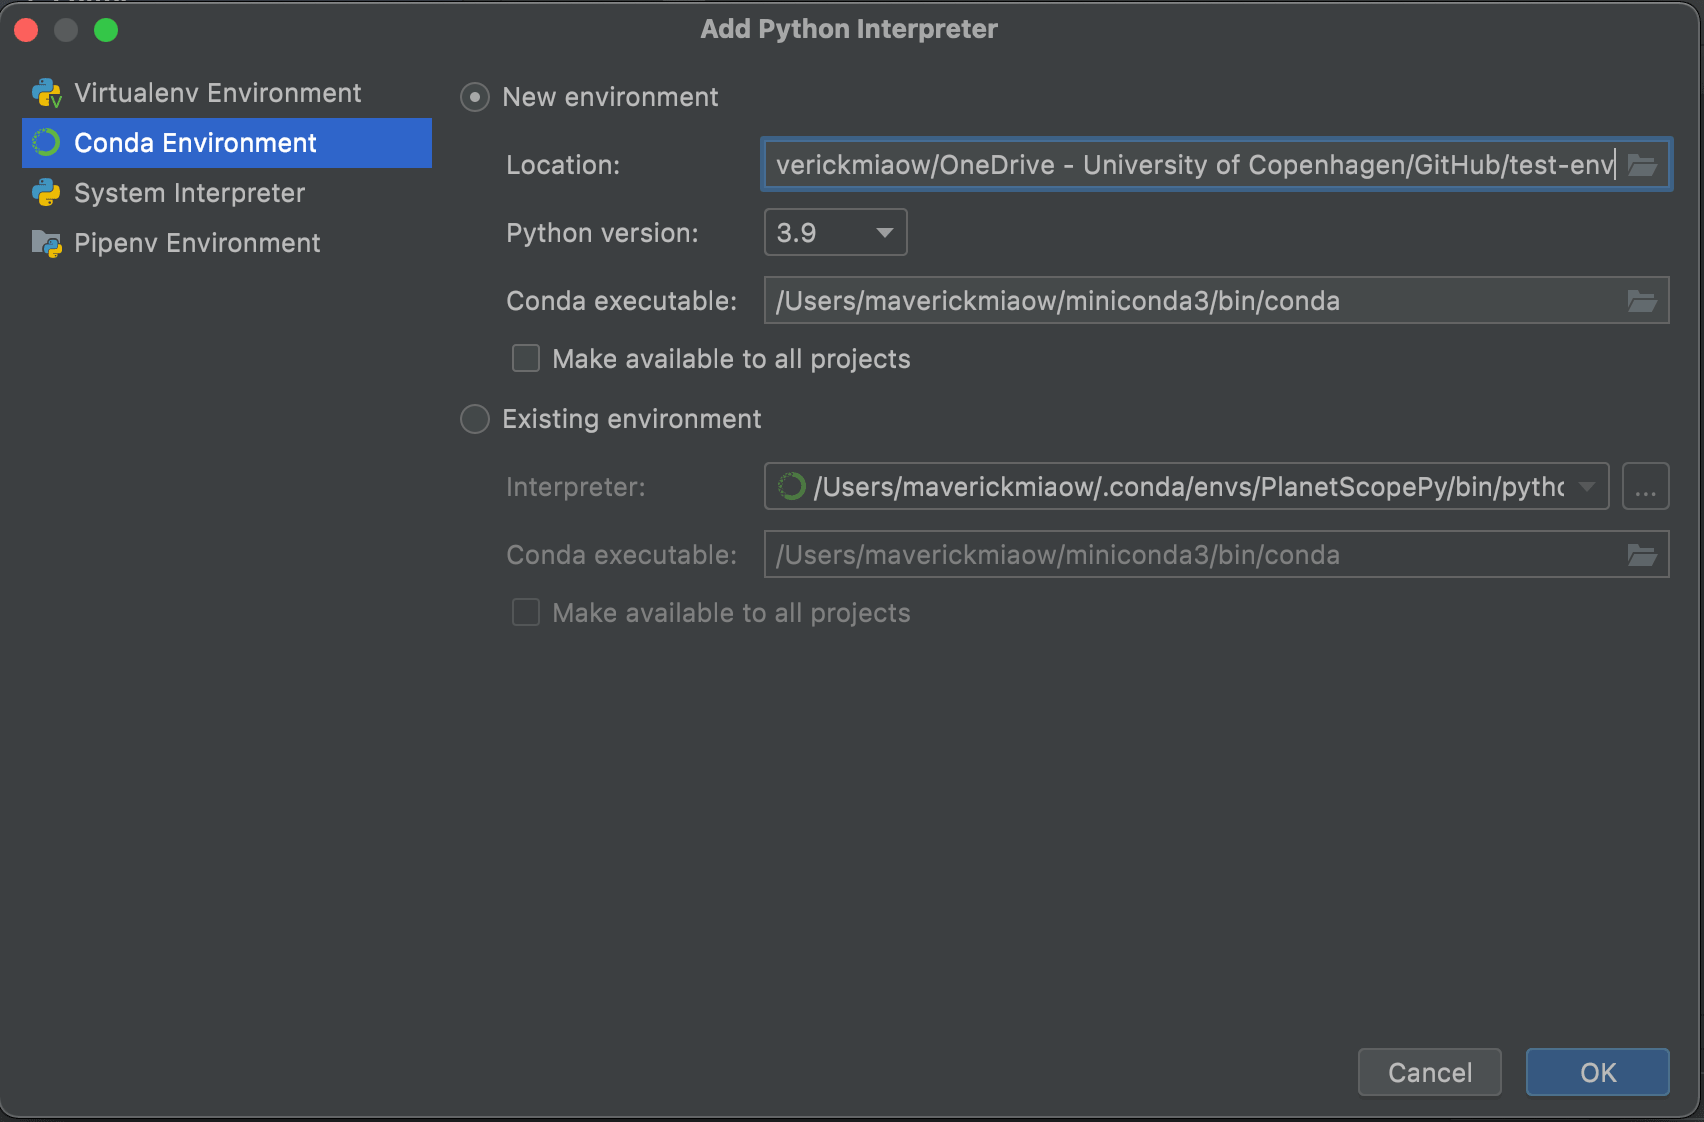 Add Python Interpreter
Virtualenv Environment
Conda Environment
System Interpreter
Pipenv Environment
New environment
Location: verickmiaow/OneDrive - University of Copenhagen/GitHub/test-env
Python version: 3.9
Conda executable: /Users/maverickmiaow/miniconda3/bin/conda
Make available to all projects
Existing environment
Interpreter: /Users/maverickmiaow/.conda/envs/PlanetScopePy/bin/pytho ...
Conda executable: /Users/maverickmiaow/miniconda3/bin/conda
Make available to all projects
Cancel OK